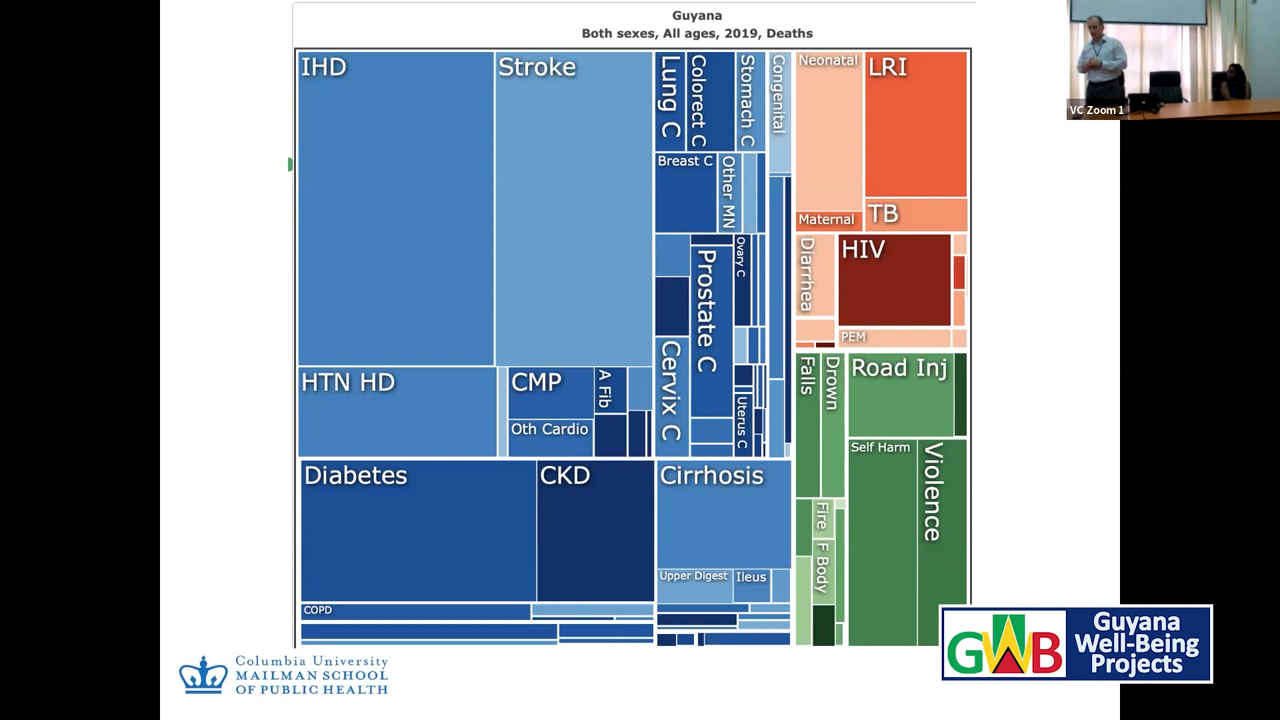 Guyana
Both sexes, All ages, 2019, Deaths
IHD
Stroke
Lung C
Colorect C
Stomach C
Congenital
Neonatal
LRI
VC Zoom 1
Breast C
Other MN
Maternal
TB
Ovary C
Prostate C
Diarrhea
HIV
PEM
Cervix C
HTN HD
CMP
A Fib
Oth Cardio
Uterus C
Falls
Drown
Road Inj
Diabetes
CKD
Cirrhosis
Self Harm
Violence
Fire
F Body
Upper Digest
Ileus
COPD
GWB
Guyana
Well-Being
Projects
Columbia University
MAILMAN SCHOOL
OF PUBLIC HEALTH